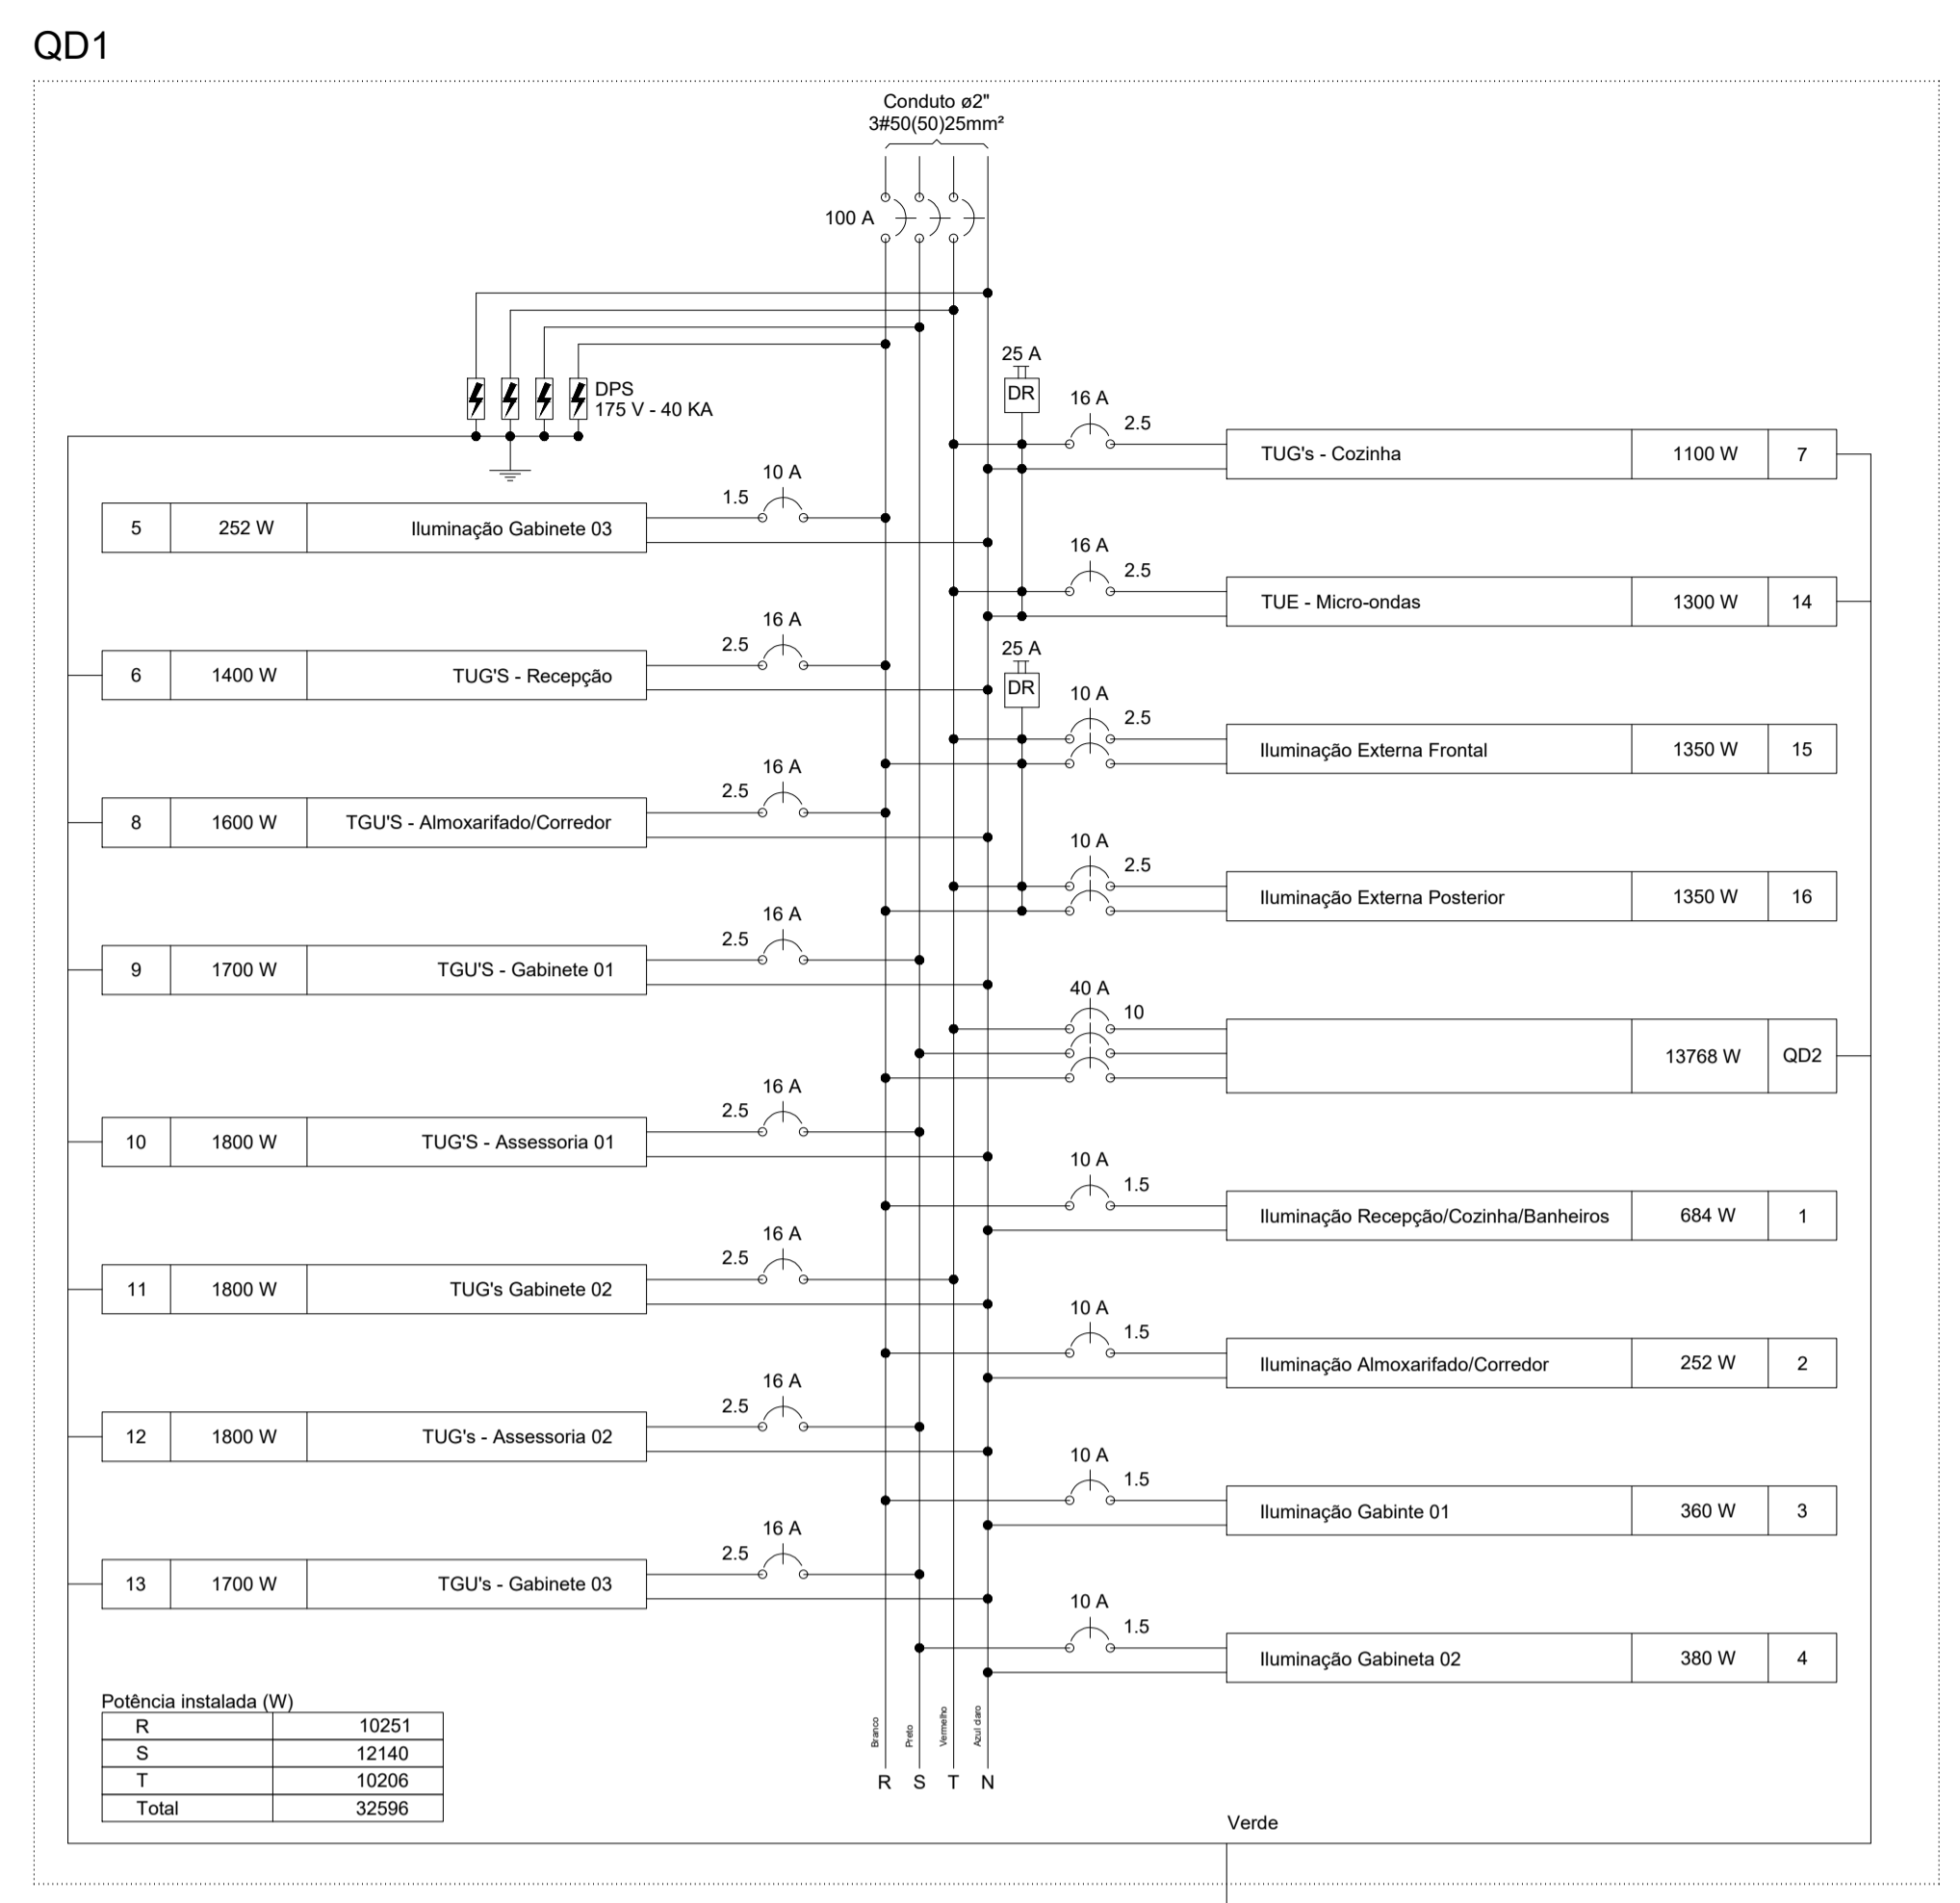 QD1
Conduto ø2"
3#50(50)25mm²
100 A
DPS
175 V - 40 KA
10 A
1.5
5 252 W Iluminação Gabinete 03
16 A
2.5
6 1400 W TUG'S - Recepção
16 A
2.5
8 1600 W TGU'S - Almoxarifado/Corredor
16 A
2.5
9 1700 W TGU'S - Gabinete 01
16 A
2.5
10 1800 W TUG'S - Assessoria 01
16 A
2.5
11 1800 W TUG's Gabinete 02
16 A
2.5
12 1800 W TUG's - Assessoria 02
16 A
2.5
13 1700 W TGU's - Gabinete 03
25 A
DR
16 A
2.5
TUG's - Cozinha 1100 W 7
16 A
2.5
TUE - Micro-ondas 1300 W 14
25 A
DR
10 A
2.5
Iluminação Externa Frontal 1350 W 15
10 A
2.5
Iluminação Externa Posterior 1350 W 16
40 A
10
13768 W QD2
10 A
1.5
Iluminação Recepção/Cozinha/Banheiros 684 W 1
10 A
1.5
Iluminação Almoxarifado/Corredor 252 W 2
10 A
1.5
Iluminação Gabinte 01 360 W 3
10 A
1.5
Iluminação Gabineta 02 380 W 4
Potência instalada (W)
R 10251
S 12140
T 10206
Total 32596
Branco
Preto
Vermelho
Azul claro
R S T N
Verde